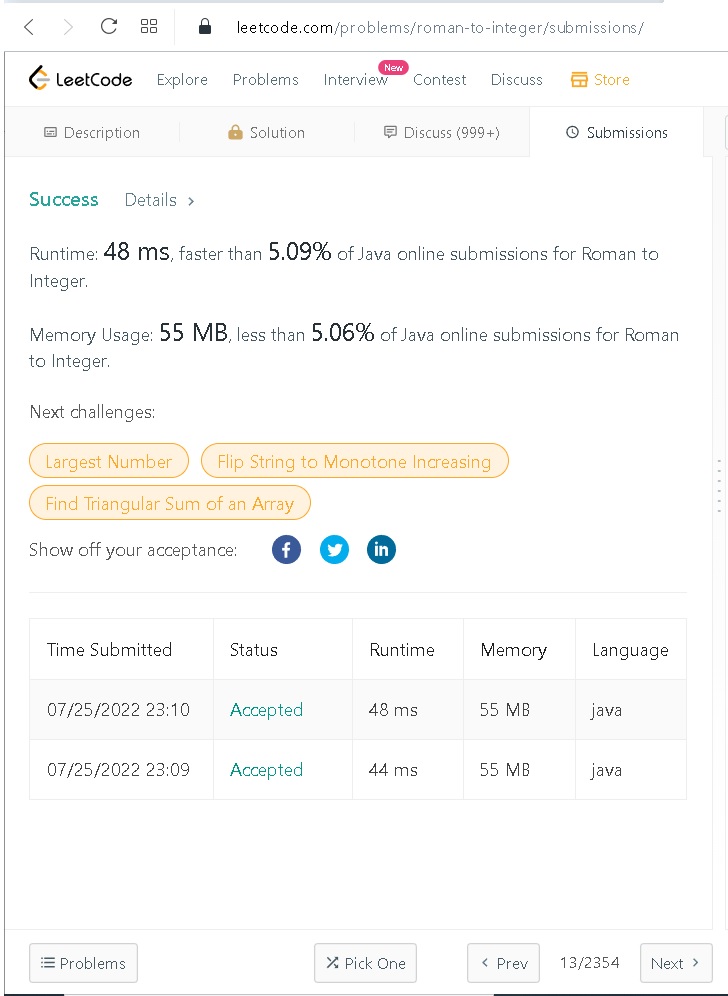 leetcode.com/problems/roman-to-integer/submissions/
LeetCode Explore Problems Interview New Contest Discuss Store
Description Solution Discuss (999+) Submissions
Success Details >
Runtime: 48 ms, faster than 5.09% of Java online submissions for Roman to
Integer.
Memory Usage: 55 MB, less than 5.06% of Java online submissions for Roman
to Integer.
Next challenges:
Largest Number Flip String to Monotone Increasing
Find Triangular Sum of an Array
Show off your acceptance: f in
Time Submitted Status Runtime Memory Language
07/25/2022 23:10 Accepted 48 ms 55 MB java
07/25/2022 23:09 Accepted 44 ms 55 MB java
Problems Pick One < Prev 13/2354 Next >